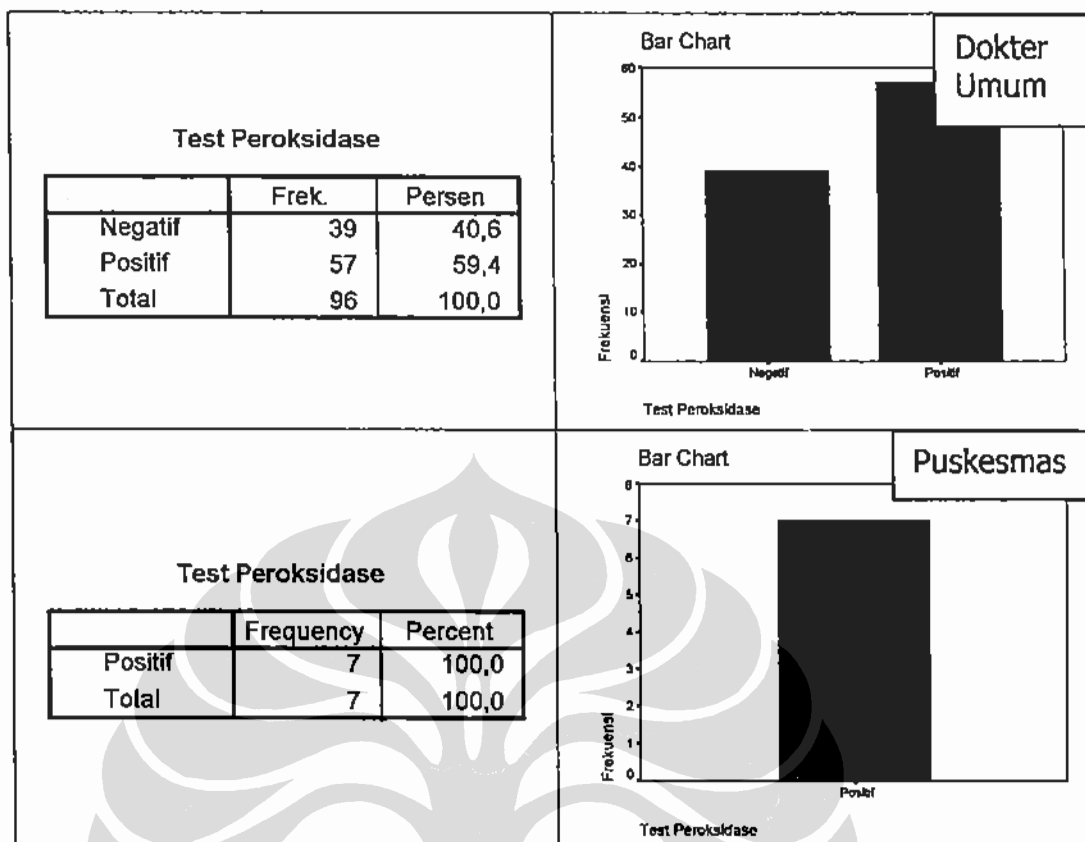 Test Peroksidase
Frek. Persen
Negatif 39 40,6
Positif 57 59,4
Total 96 100,0
Bar Chart
Dokter
Umum
60
50
40
30
20
10
0
Frekuensi
Negatif Positif
Test Peroksidase
Test Peroksidase
Frequency Percent
Positif 7 100,0
Total 7 100,0
Bar Chart
Puskesmas
8
7
6
5
4
3
2
1
0
Frekuensi
Positif
Test Peroksidase